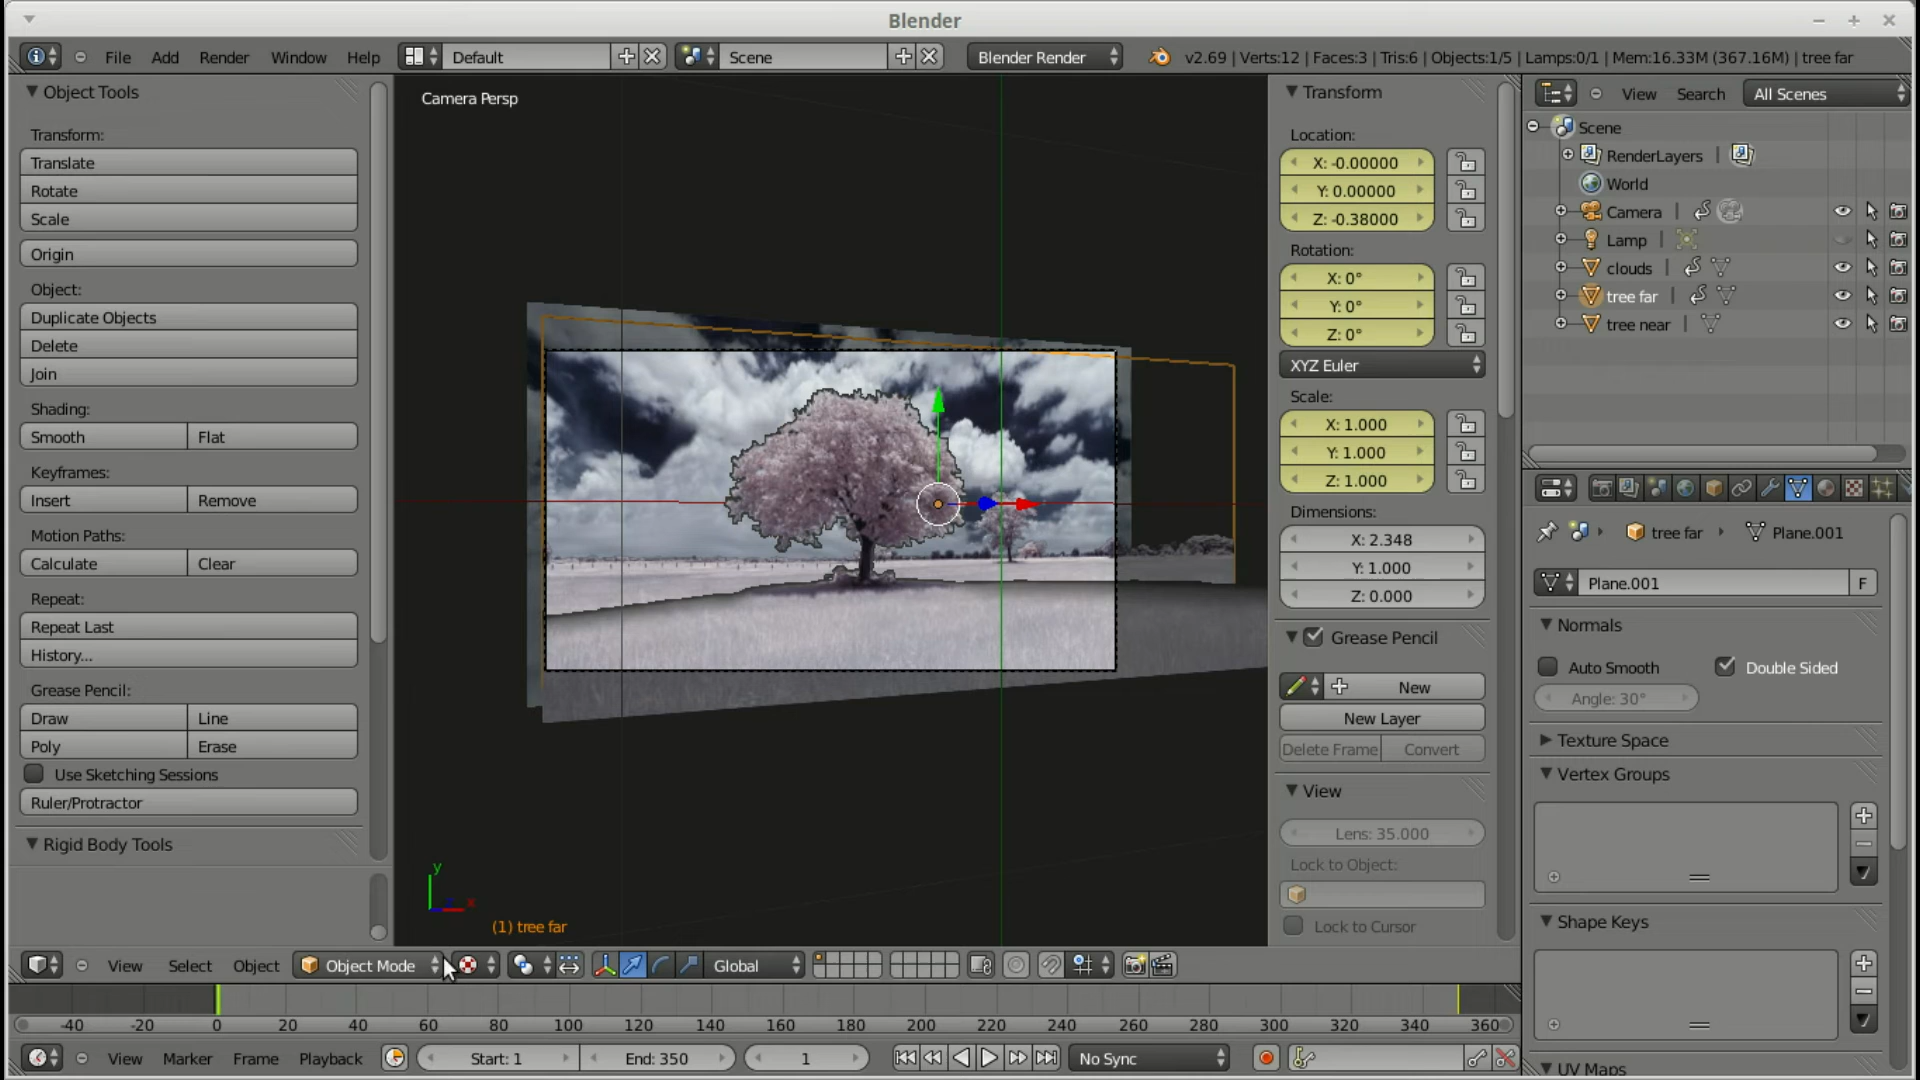 Blender
File Add Render Window Help Default Scene Blender Render v2.69 | Verts:12 | Faces:3 | Tris:6 | Objects:1/5 | Lamps:0/1 | Mem:16.33M (367.16M) | tree far
Object Tools
Transform:
Translate
Rotate
Scale
Origin
Object:
Duplicate Objects
Delete
Join
Shading:
Smooth Flat
Keyframes:
Insert Remove
Motion Paths:
Calculate Clear
Repeat:
Repeat Last
History...
Grease Pencil:
Draw Line
Poly Erase
Use Sketching Sessions
Ruler/Protractor
Rigid Body Tools
Camera Persp
y
x
(1) tree far
Transform
Location:
X: -0.00000
Y: 0.00000
Z: -0.38000
Rotation:
X: 0°
Y: 0°
Z: 0°
XYZ Euler
Scale:
X: 1.000
Y: 1.000
Z: 1.000
Dimensions:
X: 2.348
Y: 1.000
Z: 0.000
Grease Pencil
New
New Layer
Delete Frame Convert
View
Lens: 35.000
Lock to Object:
Lock to Cursor
View Search All Scenes
Scene
RenderLayers |
World
Camera |
Lamp |
clouds |
tree far |
tree near |
tree far Plane.001
Plane.001 F
Normals
Auto Smooth Double Sided
Angle: 30°
Texture Space
Vertex Groups
Shape Keys
UV Maps
View Select Object Object Mode Global
-40 -20 0 20 40 60 80 100 120 140 160 180 200 220 240 260 280 300 320 340 360
View Marker Frame Playback Start: 1 End: 350 1 No Sync